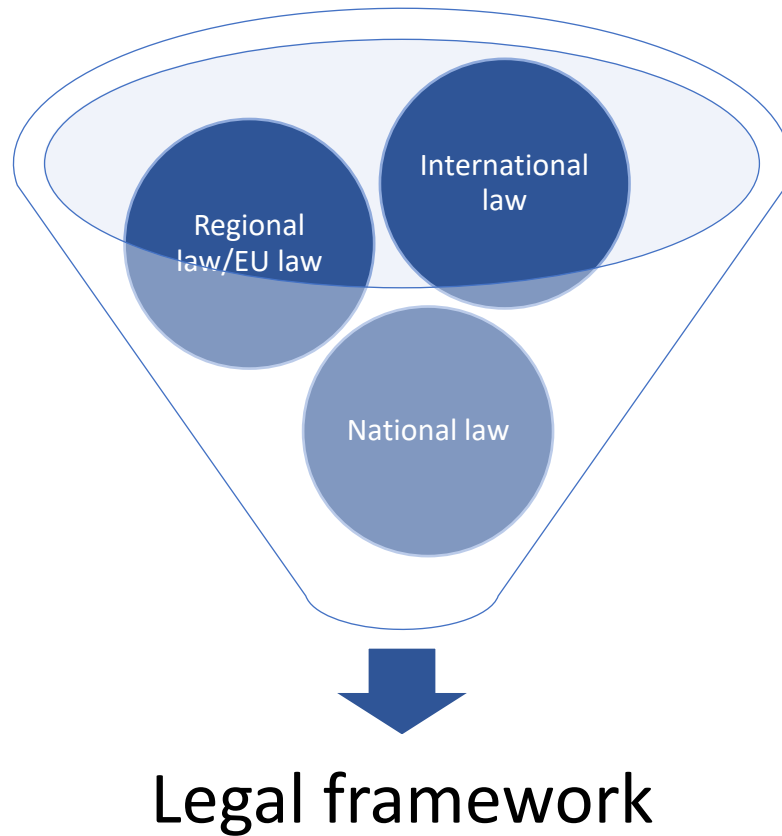 International
law
Regional
law/EU law
National law
Legal framework